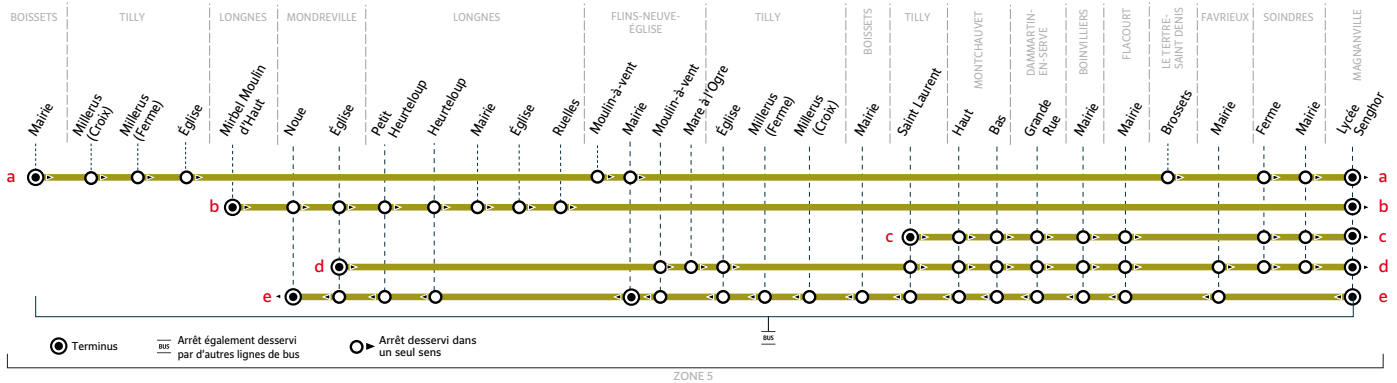 BOISSETS
TILLY
LONGNES
MONDREVILLE
LONGNES
FLINS-NEUVE-
ÉGLISE
TILLY
BOISSETS
TILLY
MONTCHAUVET
DAMMARTIN-
EN-SERVE
BOINVILLIERS
FLACOURT
LE TERTRE-
SAINT DENIS
FAVRIEUX
SOINDRES
MAGNANVILLE
Mairie
Millerus
(Croix)
Millerus
(Ferme)
Église
Mirbel Moulin
d'Haut
Noue
Église
Petit
Heurteloup
Heurteloup
Mairie
Église
Ruelles
Moulin-à-vent
Mairie
Moulin-à-vent
Mare à l'Ogre
Église
Millerus
(Ferme)
Millerus
(Croix)
Mairie
Saint Laurent
Haut
Bas
Grande
Rue
Mairie
Mairie
Brossets
Mairie
Ferme
Mairie
Lycée
Senghor
a
a
b
b
c
c
d
d
e
e
BUS
Terminus
BUS
Arrêt également desservi
par d'autres lignes de bus
Arrêt desservi dans
un seul sens
ZONE 5